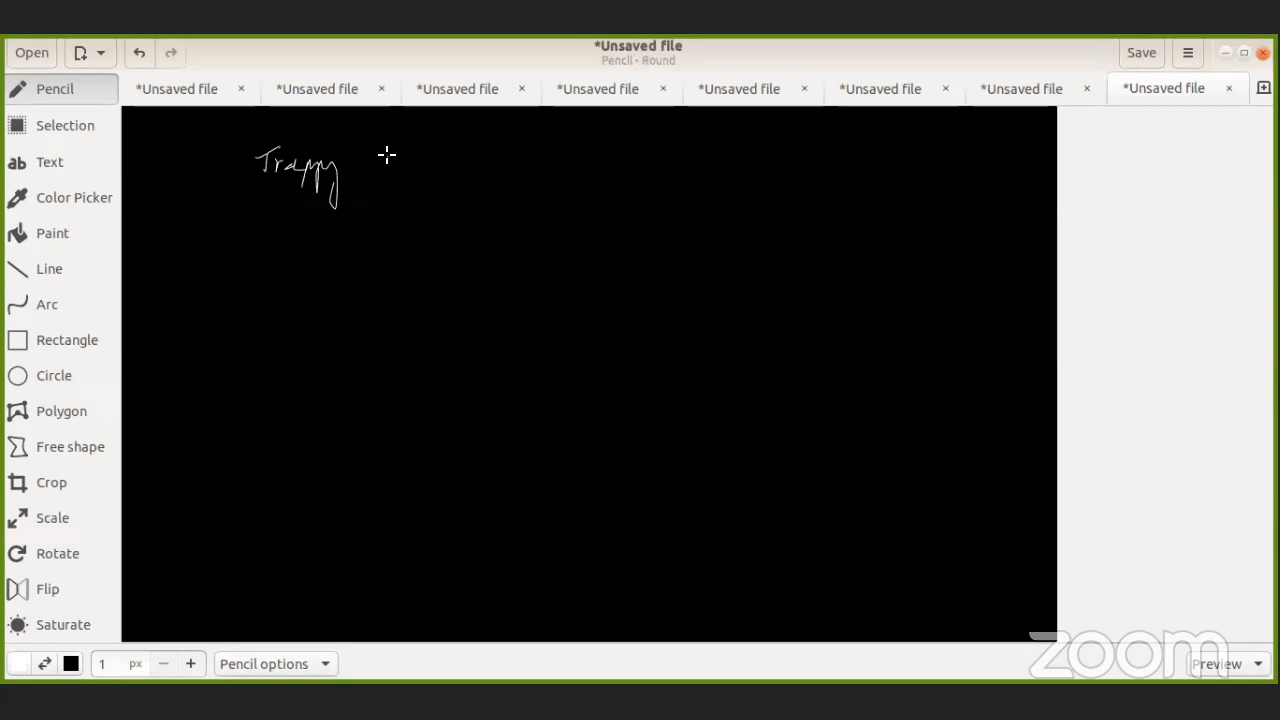 *Unsaved file
Open
Pencil - Round
Save
Pencil
*Unsaved file
*Unsaved file
*Unsaved file
*Unsaved file
*Unsaved file
*Unsaved file
*Unsaved file
*Unsaved file
Selection
Text
Color Picker
Paint
Line
Arc
Rectangle
Circle
Polygon
Free shape
Crop
Scale
Rotate
Flip
Saturate
Trappy
1 px
Pencil options
zoom
Preview